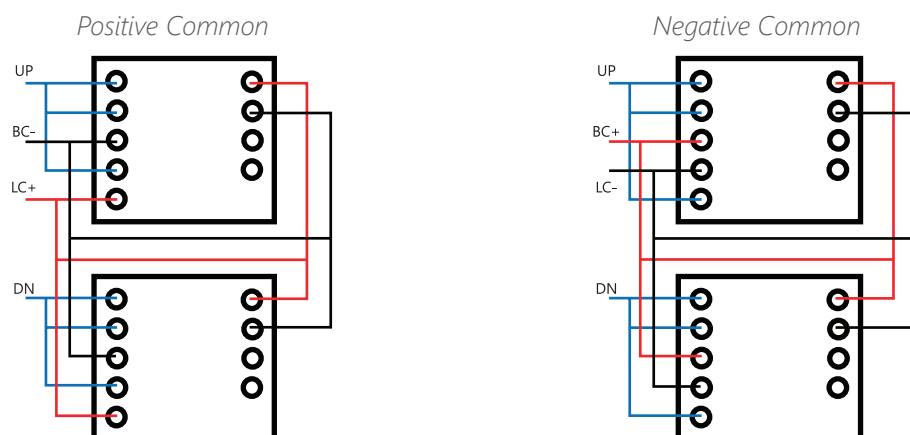 Positive Common
UP
BC-
LC+
DN
Negative Common
UP
BC+
LC-
DN